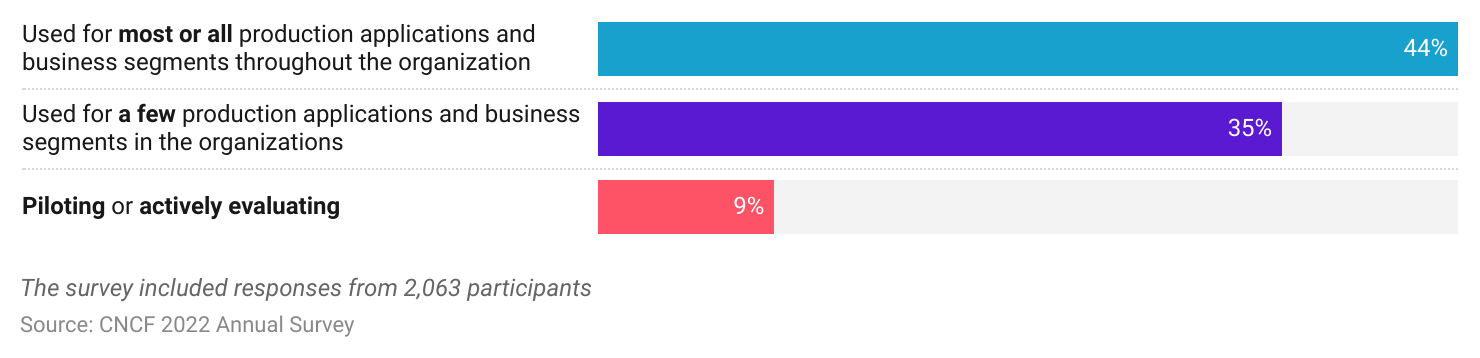 Used for most or all production applications and
business segments throughout the organization
44%
Used for a few production applications and business
segments in the organizations
35%
Piloting or actively evaluating
9%
The survey included responses from 2,063 participants
Source: CNCF 2022 Annual Survey